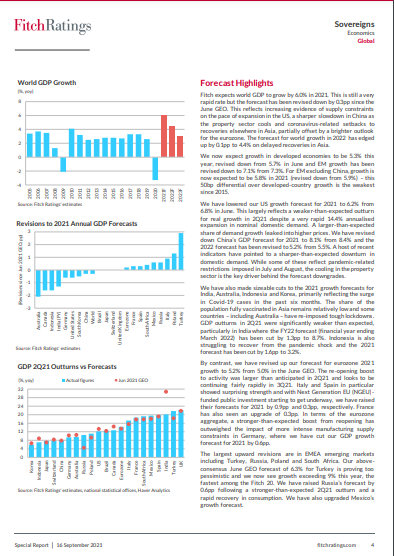 FitchRatings
Sovereigns
Economics
Global
World GDP Growth
(%, yoy)
8
6
4
2
0
-2
-4
2005
2006
2007
2008
2009
2010
2011
2012
2013
2014
2015
2016
2017
2018
2019
2020
2021F
2022F
2023F
Source: Fitch Ratings' estimates
Revisions to 2021 Annual GDP Forecasts
(Revisions since Jun 2021 GEO, pp)
3
2
1
0
-1
-2
-3
Source: Fitch Ratings' estimates
GDP 2Q21 Outturns vs Forecasts
(%, yoy)
Actual figures
Jun 2021 GEO
32
28
24
20
16
12
8
4
0
Source: Fitch Ratings' estimates, national statistical offices, Haver Analytics
Forecast Highlights
Fitch expects world GDP to grow by 6.0% in 2021. This is still a very
rapid rate but the forecast has been revised down by 0.3pp since the
June GEO. This reflects increasing evidence of supply constraints
on the pace of expansion in the US, a sharper slowdown in China as
the property sector cools and coronavirus-related setbacks to
recoveries elsewhere in Asia, partially offset by a brighter outlook
for the eurozone. The forecast for world growth in 2022 has edged
up by 0.1pp to 4.4% on delayed recoveries in Asia.
We now expect growth in developed economies to be 5.3% this
year, revised down from 5.7% in June and EM growth has been
revised down to 7.1% from 7.3%. For EM excluding China, growth is
now expected to be 5.8% in 2021 (revised down from 5.9%) – this
50bp differential over developed-country growth is the weakest
since 2015.
We have lowered our US growth forecast for 2021 to 6.2% from
6.8% in June. This largely reflects a weaker-than-expected outturn
for real growth in 2021 despite a very rapid 14.4% annualised
expansion in nominal domestic demand. A larger-than-expected
share of demand growth leaked into higher prices. We have revised
down China's GDP forecast for 2021 to 8.1% from 8.4% and the
2022 forecast has been revised to 5.2% from 5.5%. A host of recent
indicators have pointed to a sharper-than-expected downturn in
domestic demand. While some of these reflect pandemic-related
restrictions imposed in July and August, the cooling in the property
sector is the key driver behind the forecast downgrades.
We have also made sizeable cuts to the 2021 growth forecasts for
India, Australia, Indonesia and Korea, primarily reflecting the surge
in Covid-19 cases in the past six months. The share of the
population fully vaccinated in Asia remains relatively low and some
countries – including Australia – have re-imposed tough lockdowns.
GDP outturns in 2Q21 were significantly weaker than expected,
particularly in India where the FY22 forecast (financial year ending
March 2022) has been cut by 1.3pp to 8.7%. Indonesia is also
struggling to recover from the pandemic shock and the 2021
forecast has been cut by 1.6pp to 3.2%.
By contrast, we have revised up our forecast for eurozone growth in
2021 to 5.2% from 5.0% in the June GEO. The re-opening boost
to activity was larger than anticipated in 2Q21 and looks to be
continuing fairly rapidly in 3Q21. Italy and Spain in particular
showed surprising strength and with Next Generation EU (NGEU) -
funded public investment starting to get underway, we have raised
their forecasts for 2021 by 0.9pp and 0.3pp, respectively. France
has also seen an upgrade of 0.3pp. In terms of the eurozone
aggregate, a stronger-than-expected boost from reopening has
outweighed the impact of more intense manufacturing supply
constraints in Germany, where we have cut our GDP growth
forecast for 2021 by 0.6pp.
The largest upward revisions are in EMEA emerging markets
including Turkey, Russia, Poland and South Africa. Our above-
consensus June GEO forecast of 6.3% for Turkey is proving too
pessimistic and we now see growth exceeding 9% this year, the
fastest among the Fitch 20. We have raised Russia's forecast by
0.6pp following a stronger-than-expected 2Q21 outturn and a
rapid recovery in consumption. We have also upgraded Mexico's
growth forecast.
Special Report | 16 September 2021
fitchratings.com
4